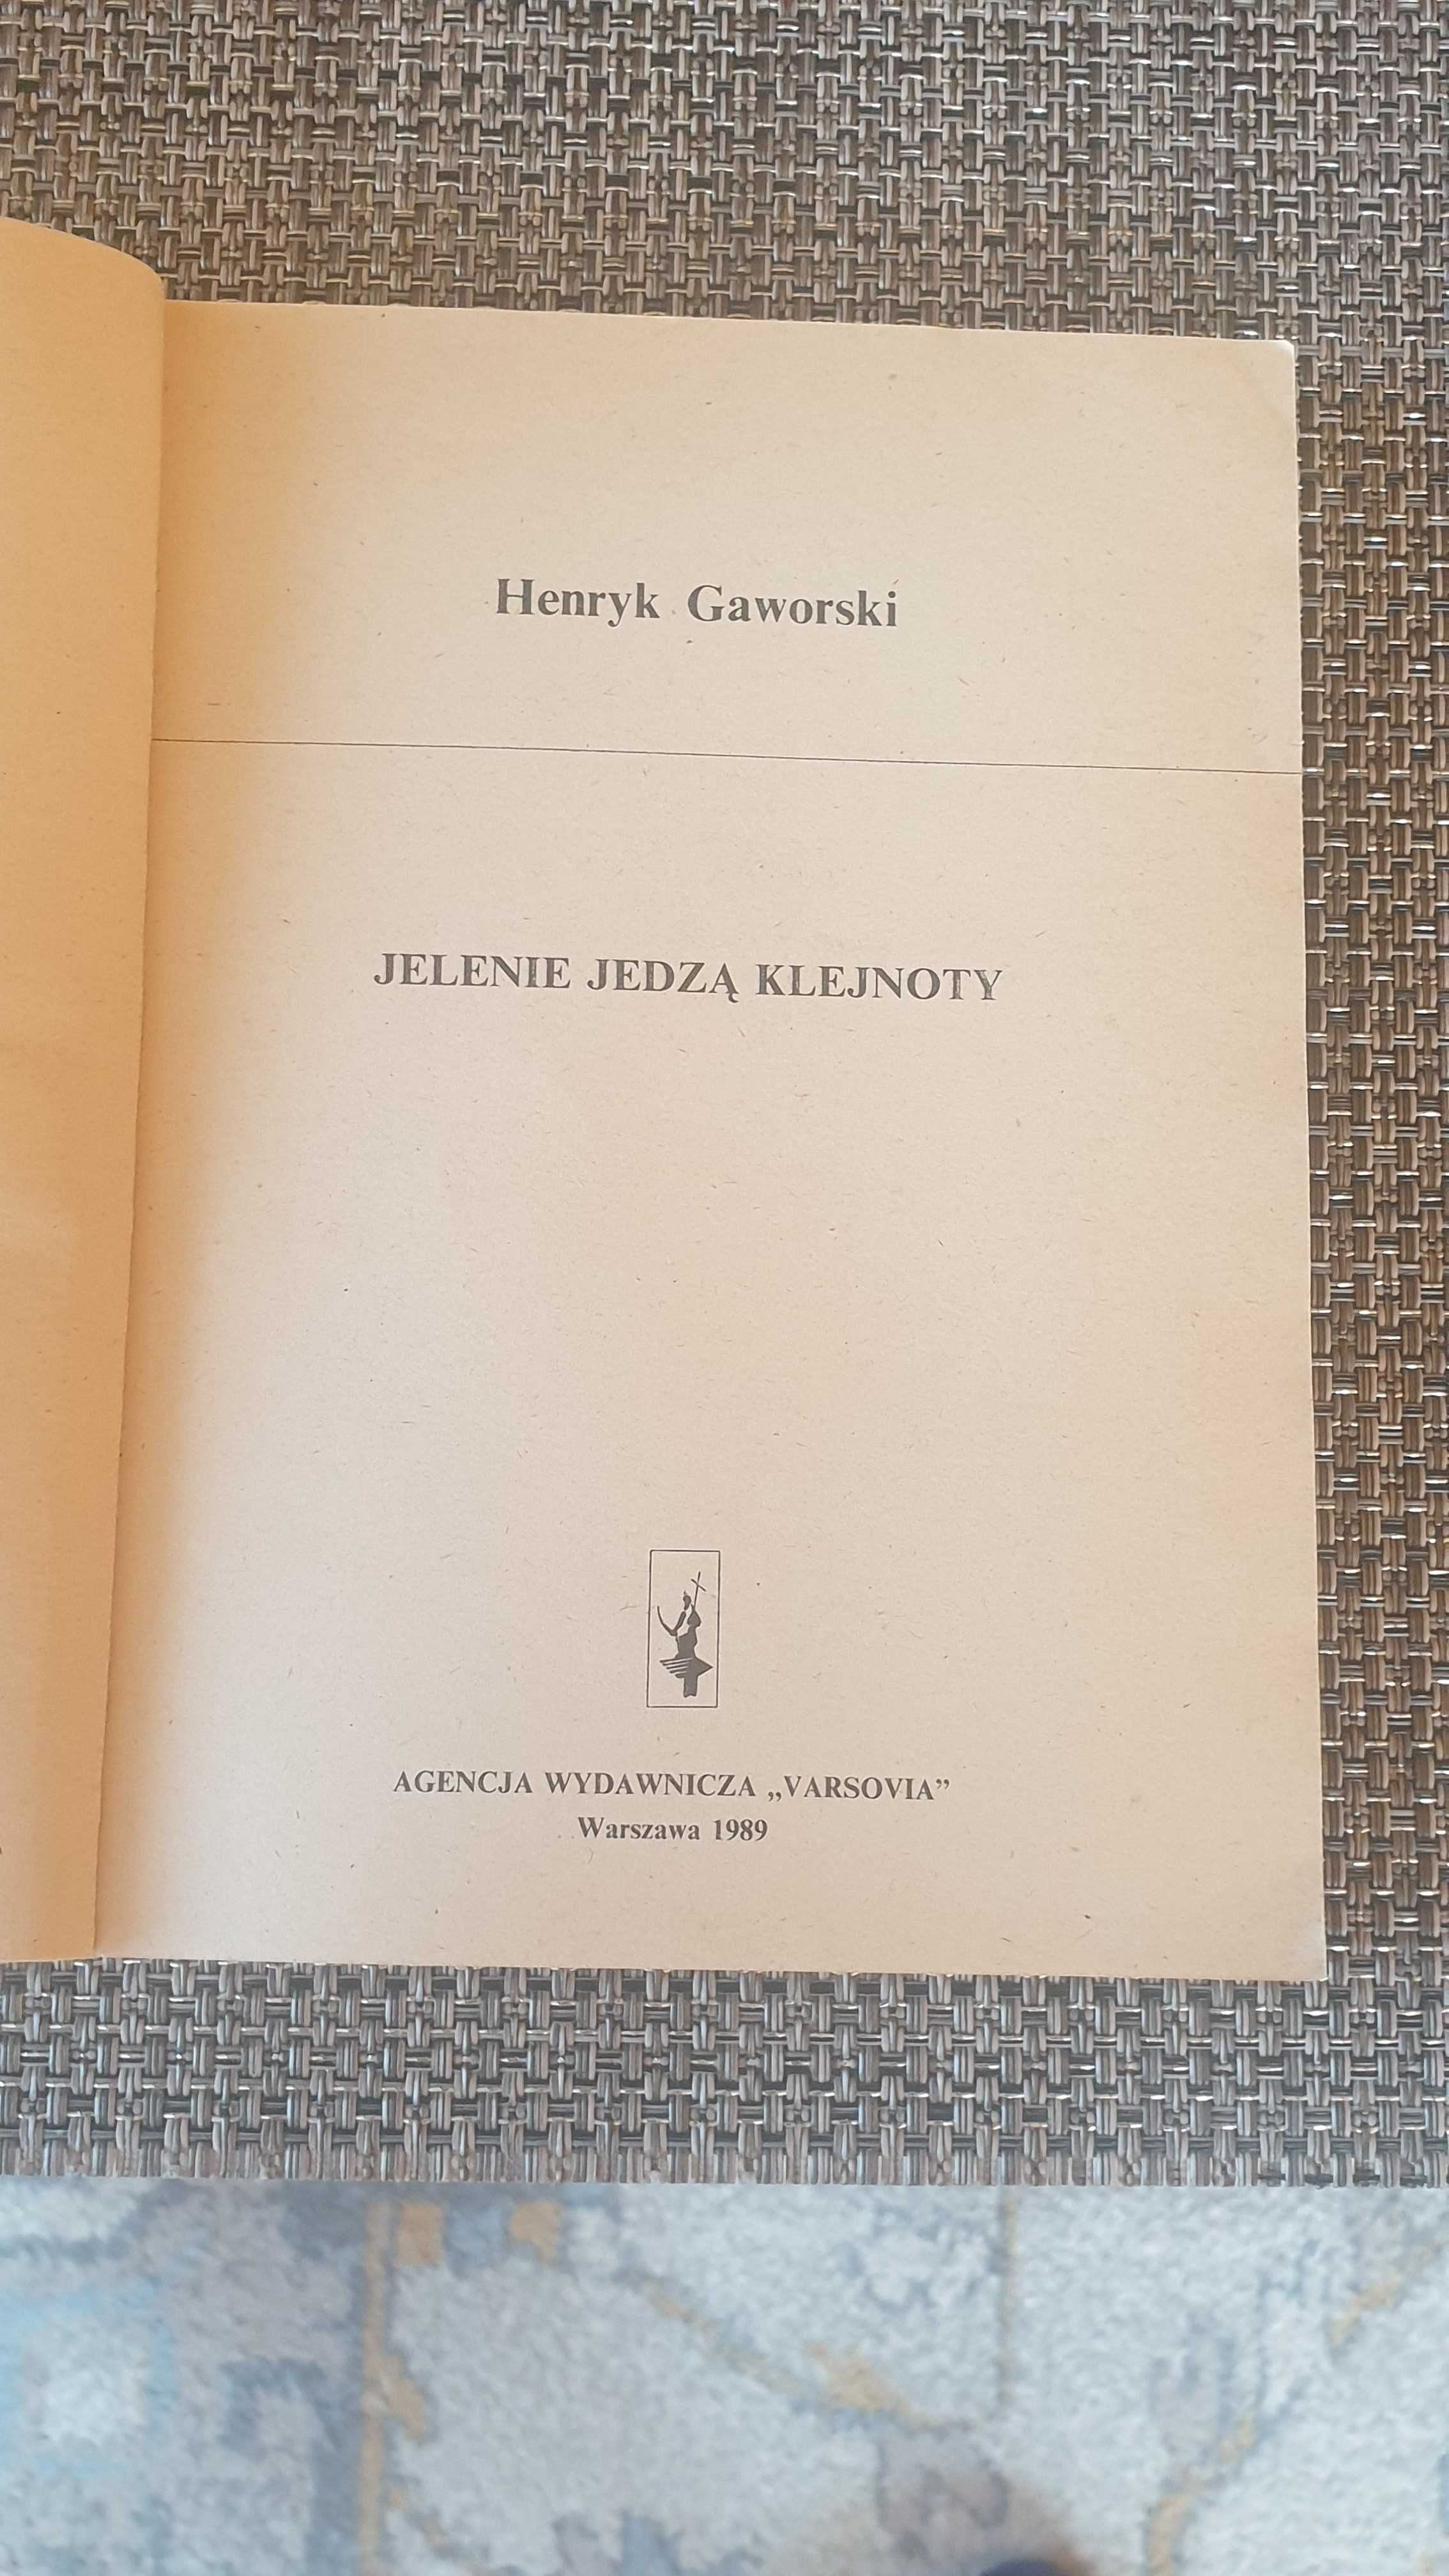 Henryk Gaworski
JELENIE JEDZĄ KLEJNOTY
AGENCJA WYDAWNICZA „VARSOVIA”
Warszawa 1989